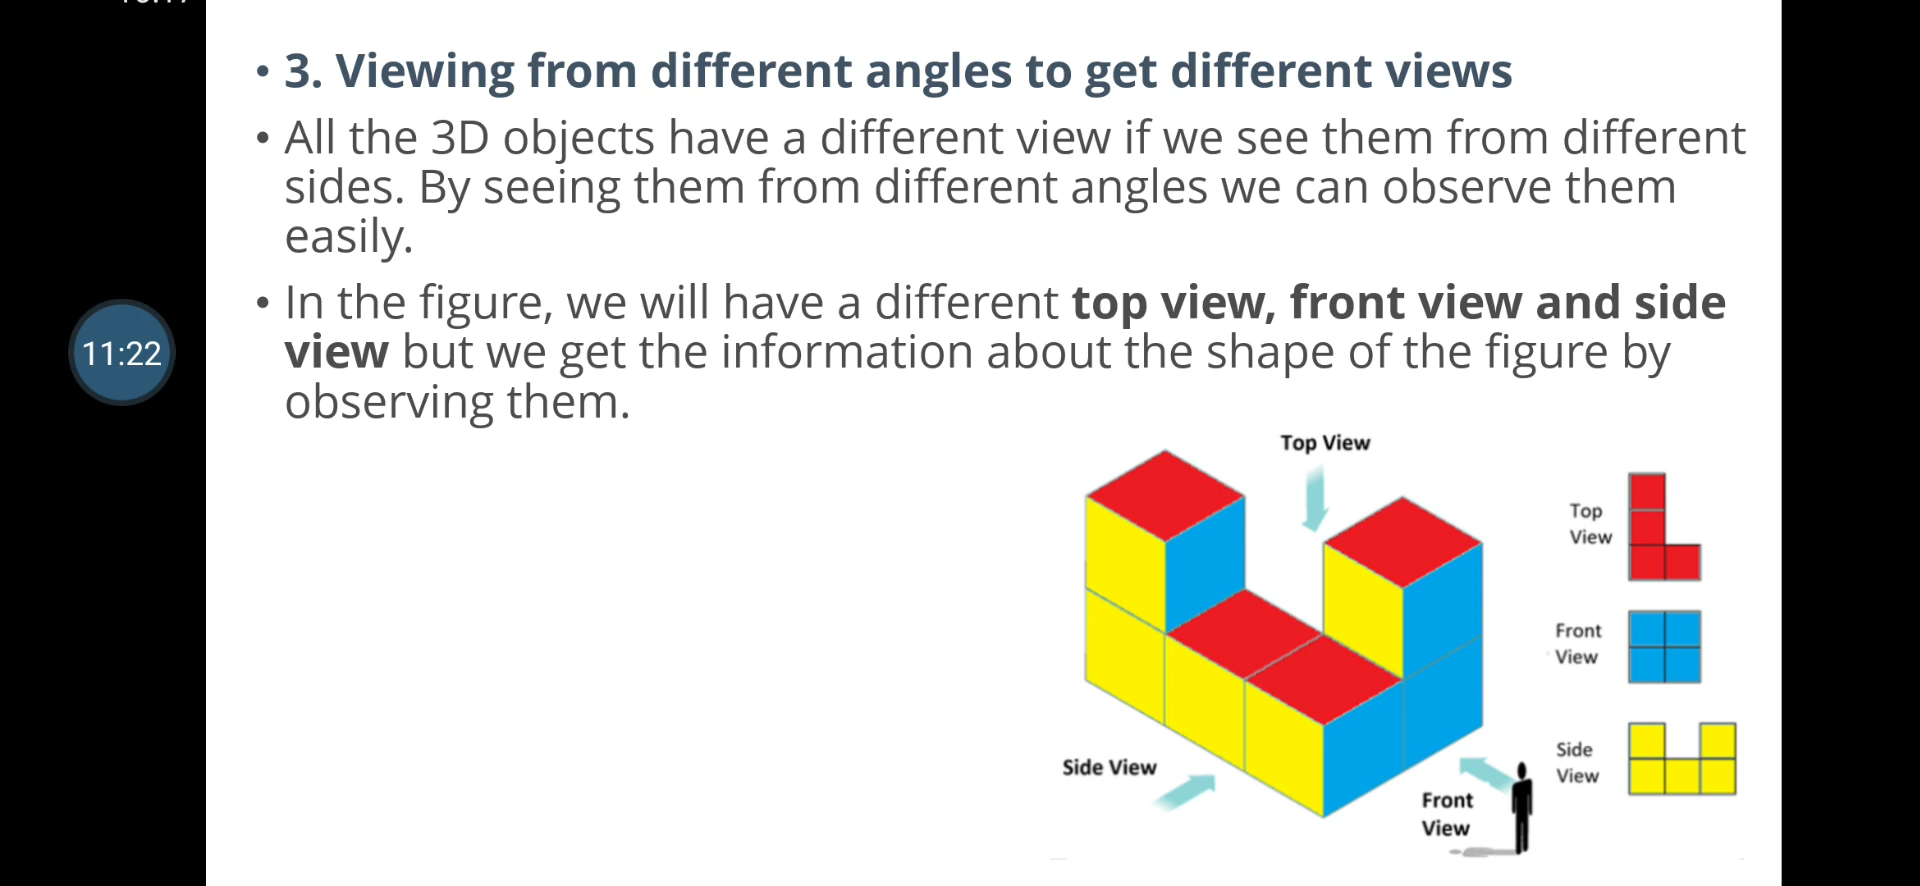 • 3. Viewing from different angles to get different views
• All the 3D objects have a different view if we see them from different
sides. By seeing them from different angles we can observe them
easily.
• In the figure, we will have a different top view, front view and side
view but we get the information about the shape of the figure by
observing them.
11:22
Top View
Top
View
Front
View
Side
View
Side View
Front
View